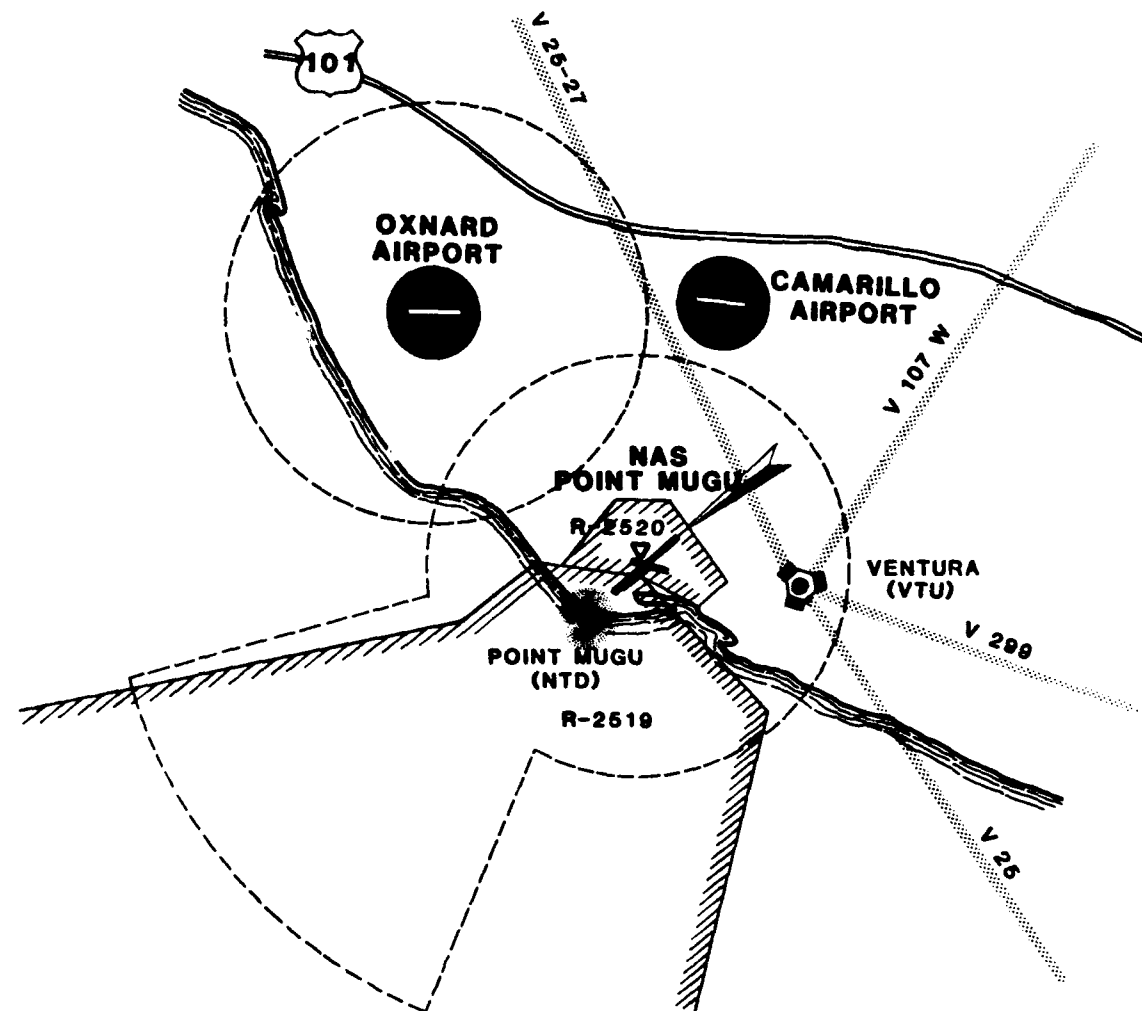 101
V 25-27
OXNARD
AIRPORT
CAMARILLO
AIRPORT
V 107 W
NAS
POINT MUGU
R-2520
VENTURA
(VTU)
V 299
POINT MUGU
(NTD)
R-2519
V 25